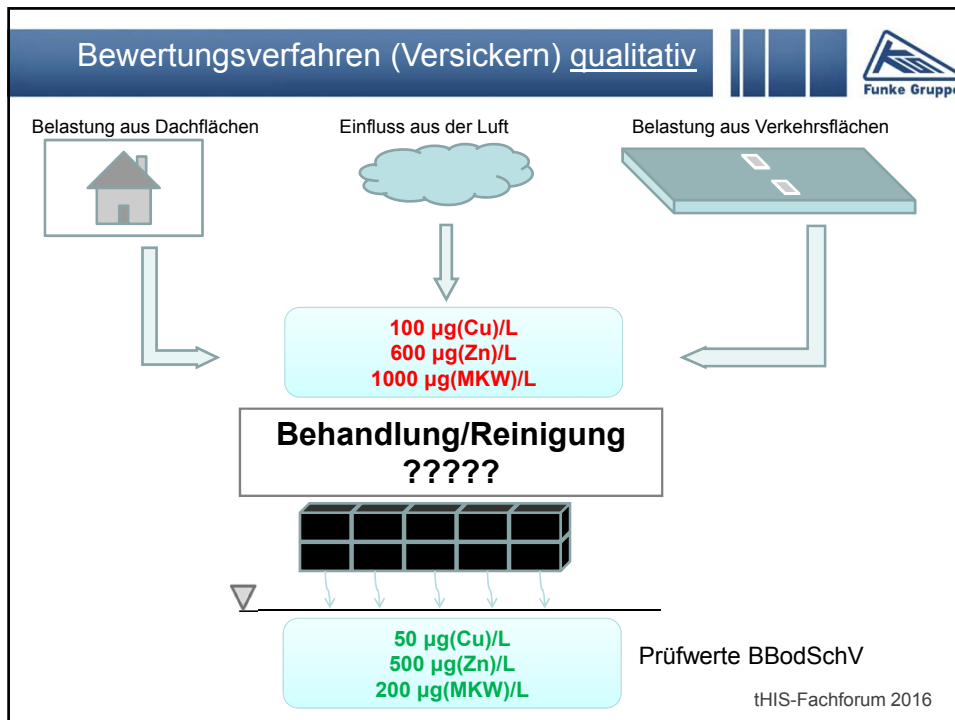 Bewertungsverfahren (Versickern) qualitativ
Funke Gruppe
Belastung aus Dachflächen
Einfluss aus der Luft
Belastung aus Verkehrsflächen
100 µg(Cu)/L
600 µg(Zn)/L
1000 µg(MKW)/L
Behandlung/Reinigung
?????
50 µg(Cu)/L
500 µg(Zn)/L
200 µg(MKW)/L
Prüfwerte BBodSchV
tHIS-Fachforum 2016